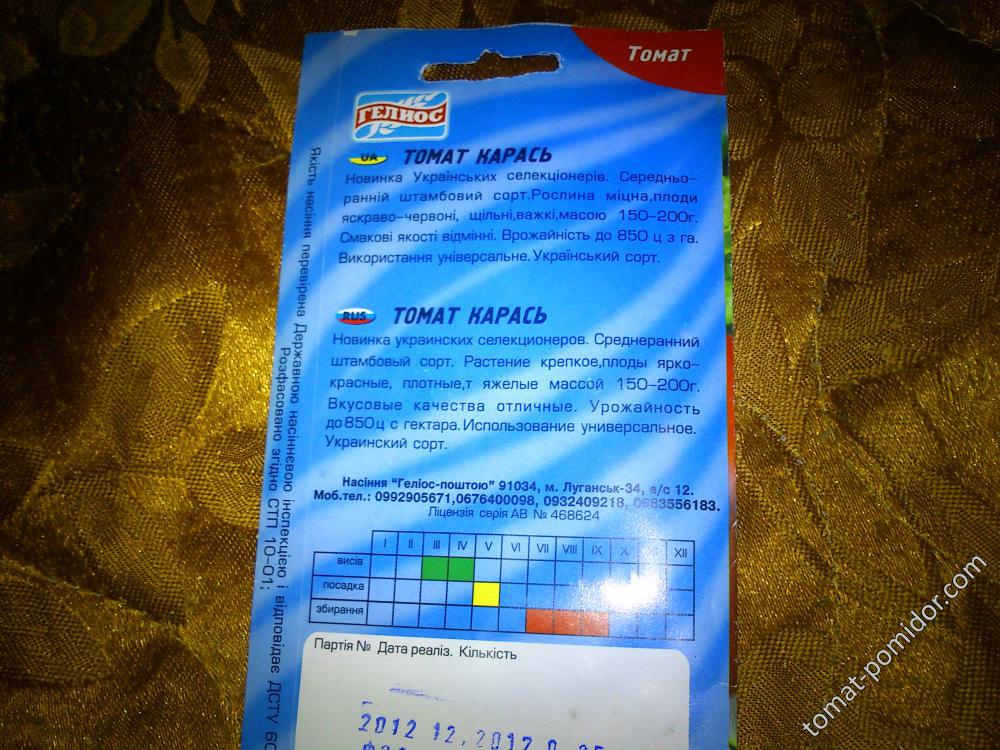 Томат
ГЕЛИОС
UA ТОМАТ КАРАСЬ
Новинка Українських селекціонерів. Середньо-
ранній штамбовий сорт.Рослина міцна,плоди
яскраво-червоні, щільні,важкі,масою 150-200г.
Смакові якості відмінні. Врожайність до 850 ц з га.
Використання універсальне. Український сорт.
RUS ТОМАТ КАРАСЬ
Новинка украинских селекционеров. Среднеранний
штамбовый сорт. Растение крепкое,плоды ярко-
красные, плотные,т яжелые массой 150-200г.
Вкусовые качества отличные. Урожайность
до 850ц с гектара. Использование универсальное.
Украинский сорт.
Насіння "Геліос-поштою" 91034, м. Луганськ-34, а/с 12.
Моб.тел.: 0992905671,0676400098, 0932409218, 0683556183.
Ліцензія серія АВ № 468624
I II III IV V VI VII VIII IX X XI XII
висів
посадка
збирання
Партія № Дата реаліз. Кількість
2012 12.2012
Якість насіння перевірена Державною насіннєвою інспекцією і відповідає ДСТУ
Розфасовано згідно СТП 10-01;
tomat-pomidor.com